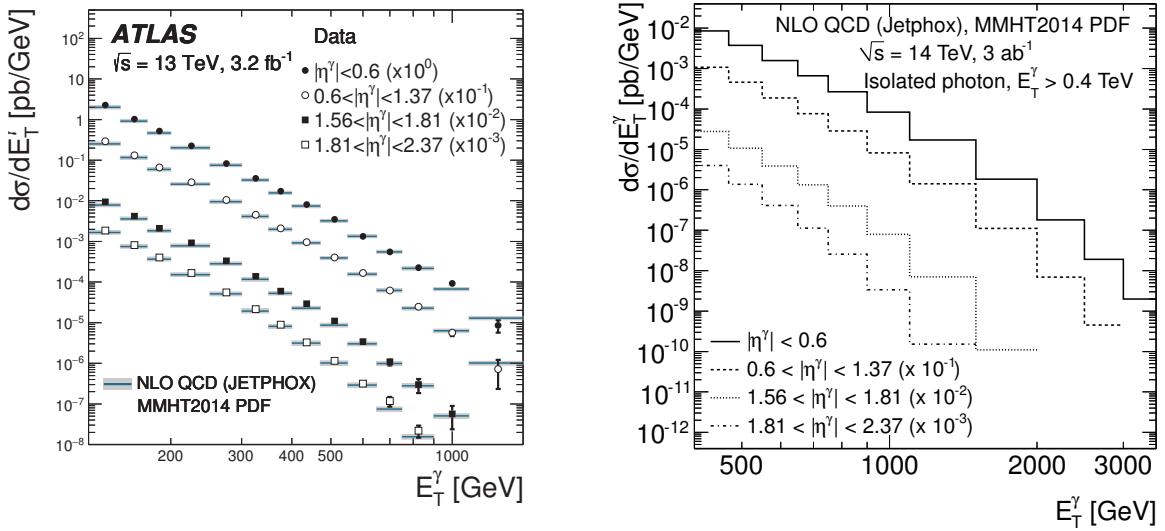 dσ/dE_T^γ [pb/GeV]
10²
10
1
10⁻¹
10⁻²
10⁻³
10⁻⁴
10⁻⁵
10⁻⁶
10⁻⁷
10⁻⁸
ATLAS
√s = 13 TeV, 3.2 fb⁻¹
Data
|η^γ|<0.6 (x10⁰)
0.6<|η^γ|<1.37 (x10⁻¹)
1.56<|η^γ|<1.81 (x10⁻²)
1.81<|η^γ|<2.37 (x10⁻³)
NLO QCD (JETPHOX)
MMHT2014 PDF
200 300 400 500 1000
E_T^γ [GeV]
dσ/dE_T^γ [pb/GeV]
10⁻²
10⁻³
10⁻⁴
10⁻⁵
10⁻⁶
10⁻⁷
10⁻⁸
10⁻⁹
10⁻¹⁰
10⁻¹¹
10⁻¹²
NLO QCD (Jetphox), MMHT2014 PDF
√s = 14 TeV, 3 ab⁻¹
Isolated photon, E_T^γ > 0.4 TeV
|η^γ| < 0.6
0.6 < |η^γ| < 1.37 (x 10⁻¹)
1.56 < |η^γ| < 1.81 (x 10⁻²)
1.81 < |η^γ| < 2.37 (x 10⁻³)
500 1000 2000 3000
E_T^γ [GeV]